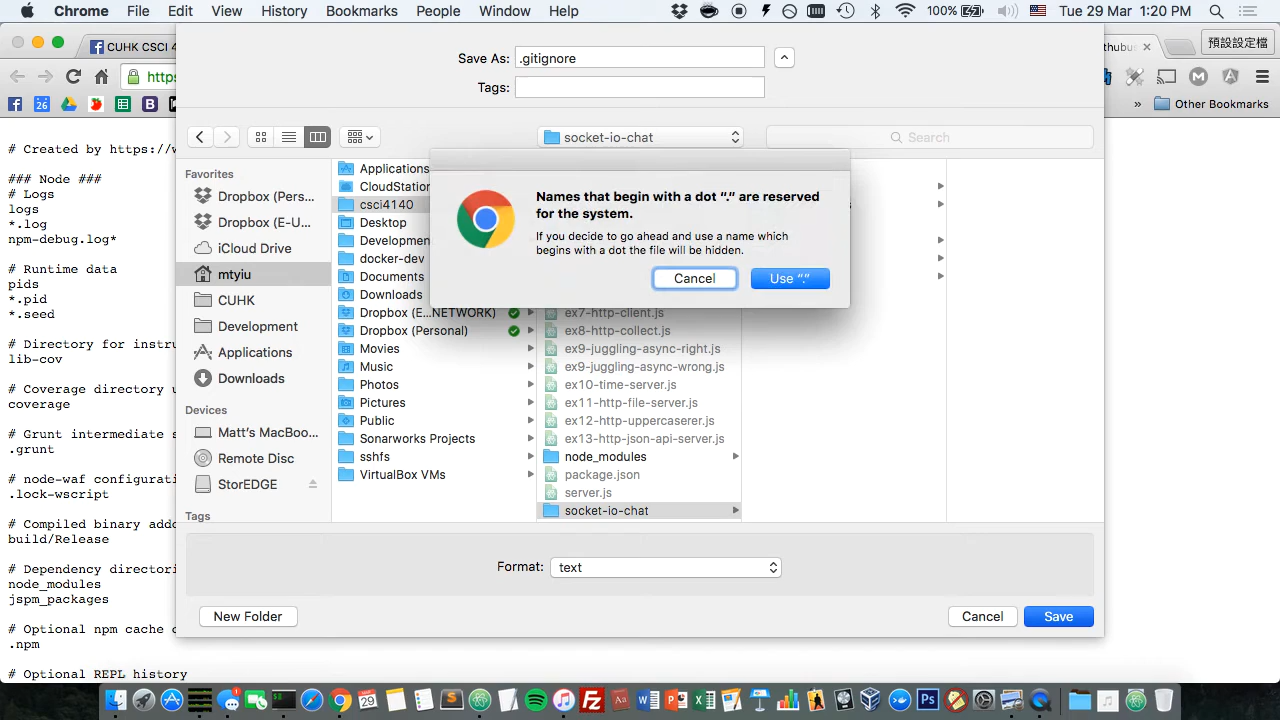 Chrome File Edit View History Bookmarks People Window Help 100% Tue 29 Mar 1:20 PM
CUHK CSCI 4
thubus
預設設定檔
https:
Other Bookmarks
Save As: .gitignore
Tags:
socket-io-chat
Search
Favorites
Dropbox (Pers...
Dropbox (E-U...
iCloud Drive
mtyiu
CUHK
Development
Applications
Downloads
Devices
Matt's MacBoo...
Remote Disc
StorEDGE
Tags
Applications
CloudStation
csci4140
Desktop
Developmen
docker-dev
Documents
Downloads
Dropbox (E...NETWORK)
Dropbox (Personal)
Movies
Music
Photos
Pictures
Public
Sonarworks Projects
sshfs
VirtualBox VMs
ex7-http-client.js
ex8-http-collect.js
ex9-juggling-async-right.js
ex9-juggling-async-wrong.js
ex10-time-server.js
ex11-http-file-server.js
ex12-http-uppercaserer.js
ex13-http-json-api-server.js
node_modules
package.json
server.js
socket-io-chat
Names that begin with a dot “.” are reserved
for the system.
If you decide to go ahead and use a name which
begins with a dot the file will be hidden.
Cancel
Use “.”
Format: text
New Folder
Cancel
Save
# Created by https://w
### Node ###
# Logs
logs
*.log
npm-debug.log*
# Runtime data
pids
*.pid
*.seed
# Directory for instru
lib-cov
# Coverage directory u
coverage
# Grunt intermediate s
.grunt
# node-waf configurati
.lock-wscript
# Compiled binary addo
build/Release
# Dependency directori
node_modules
jspm_packages
# Optional npm cache d
.npm
# Optional REPL history